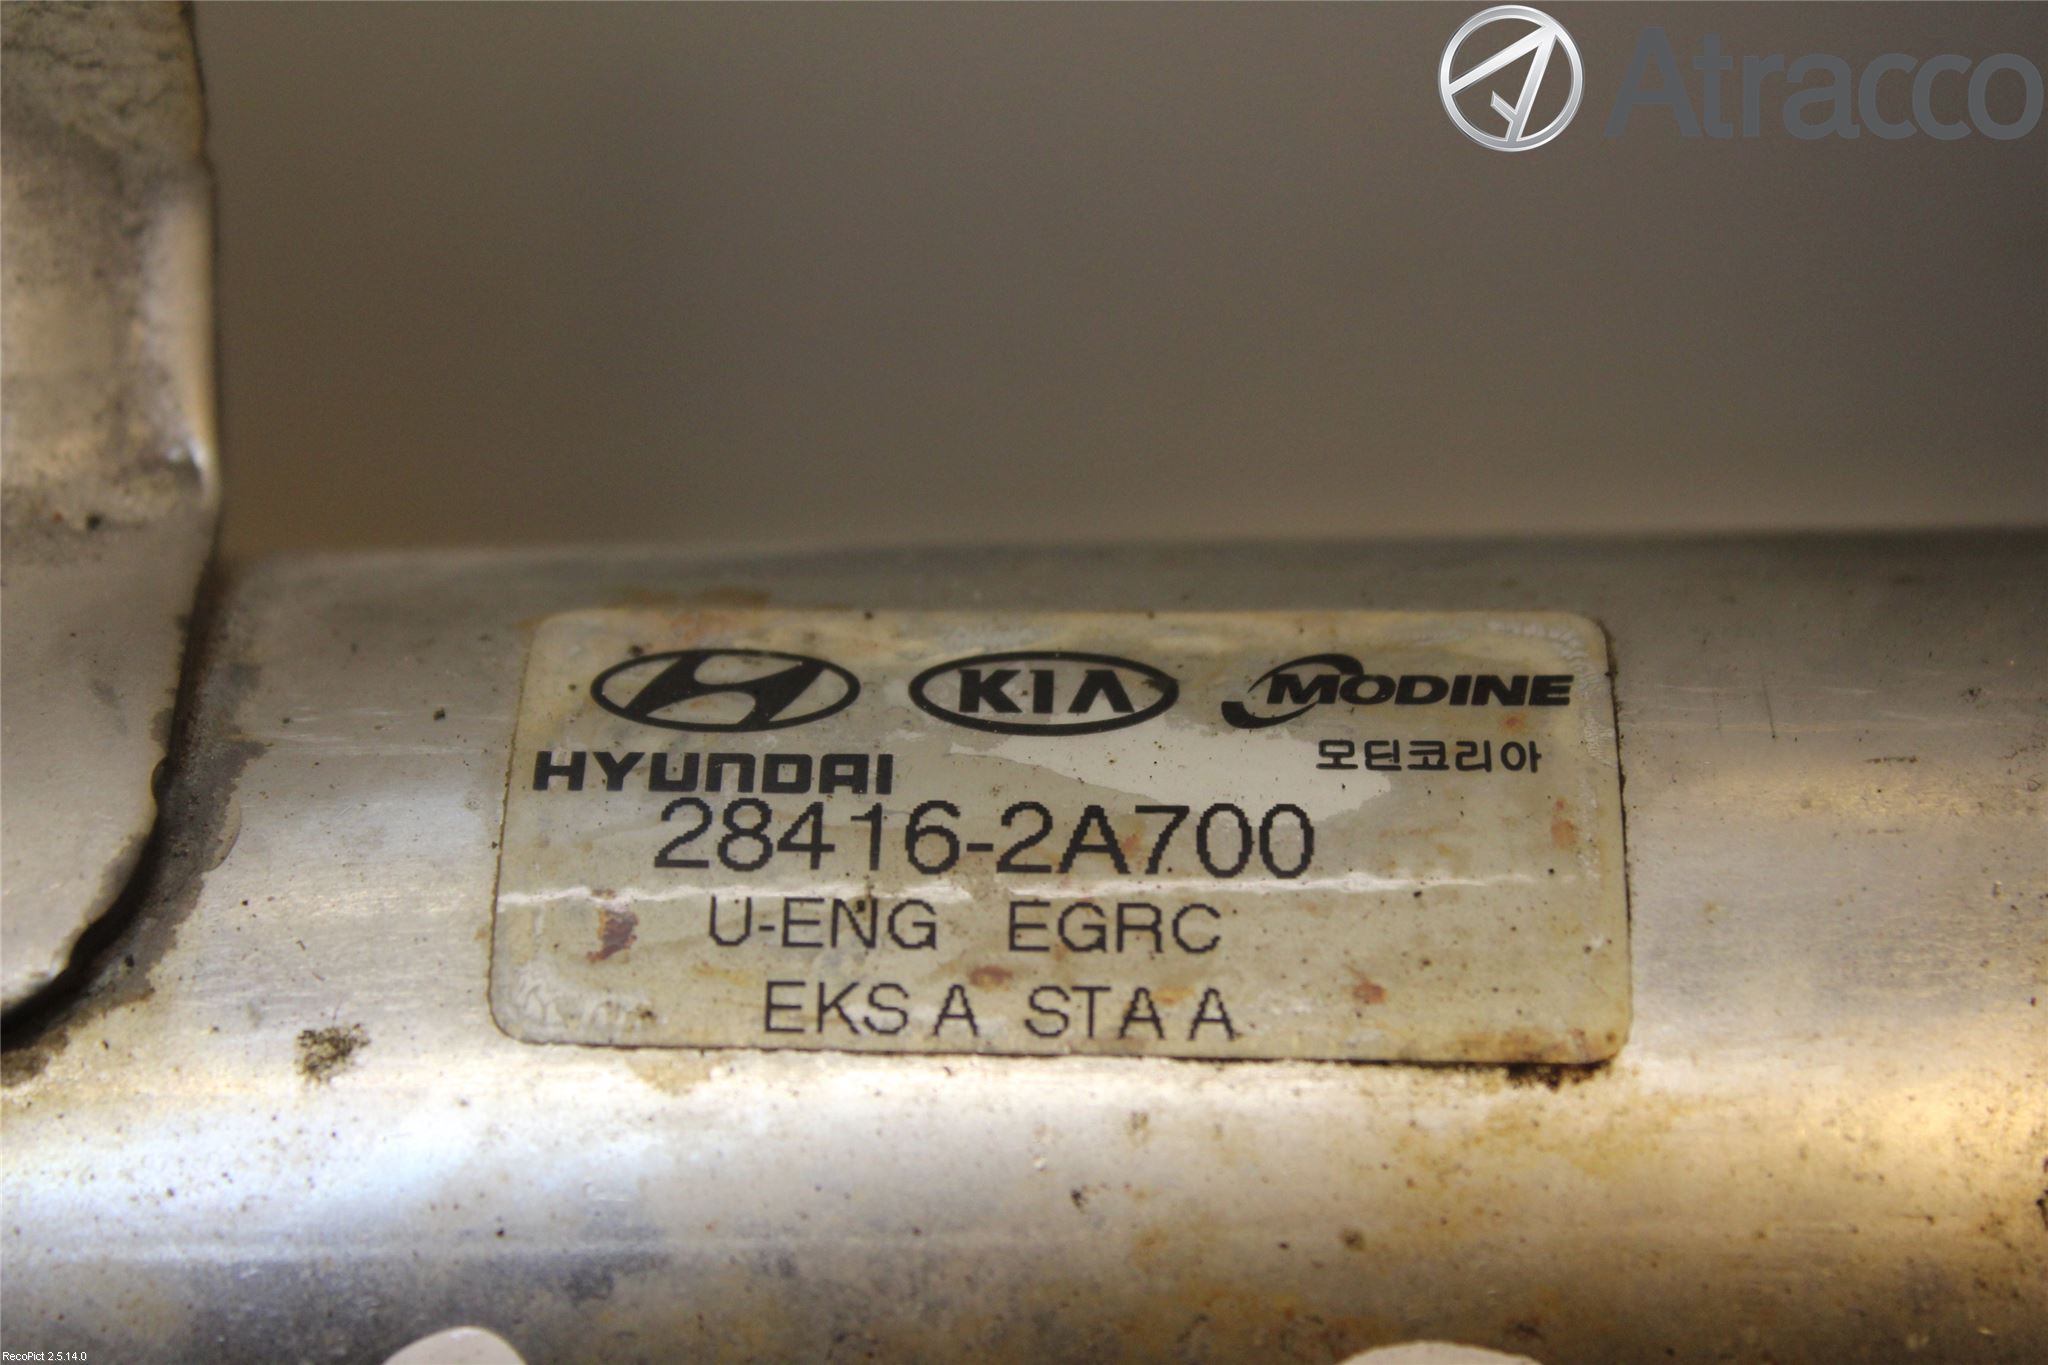 Atracco
KIA MODINE
HYUNDAI 모딘코리아
28416-2A700
U-ENG EGRC
EKS A STA A
RecoPict 2.5.14.0